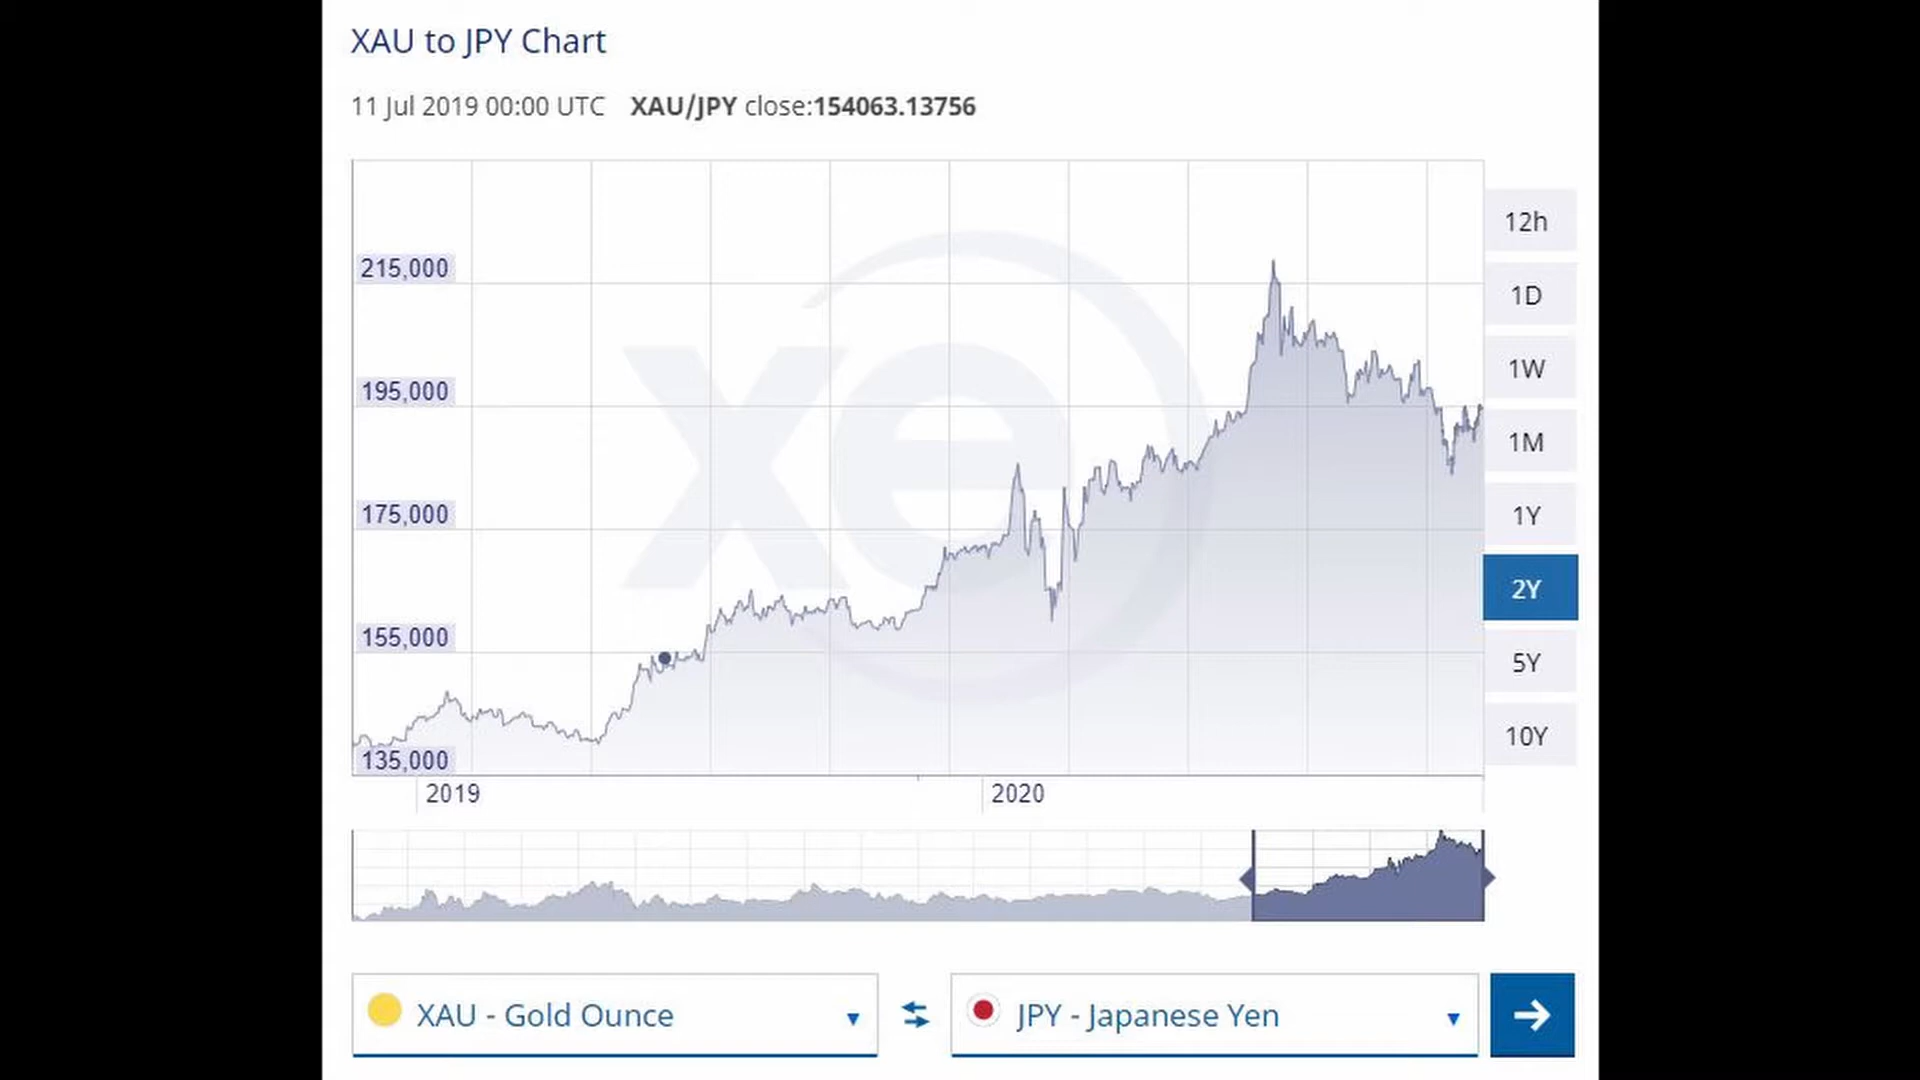 XAU to JPY Chart
11 Jul 2019 00:00 UTC XAU/JPY close:154063.13756
xe
215,000
195,000
175,000
155,000
135,000
2019 2020
12h
1D
1W
1M
1Y
2Y
5Y
10Y
XAU - Gold Ounce
JPY - Japanese Yen